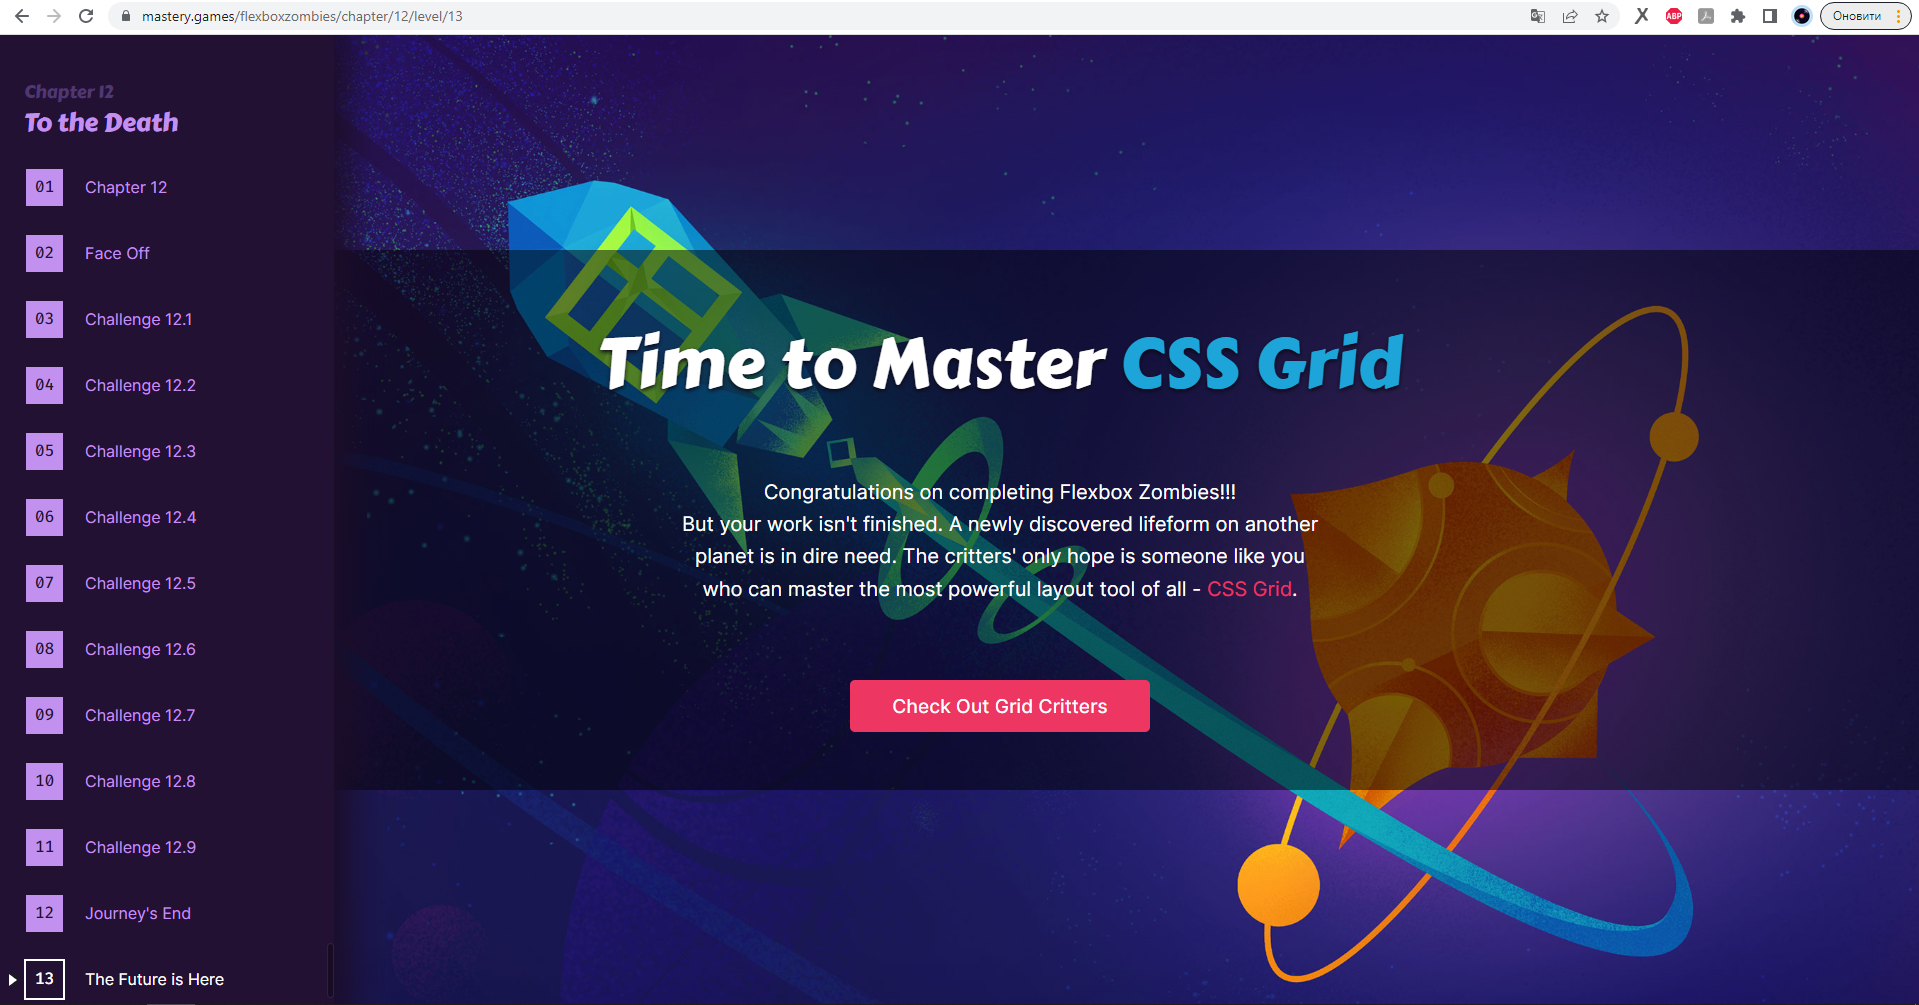 mastery.games/flexboxzombies/chapter/12/level/13
ABP
Оновити
Chapter 12
To the Death
01 Chapter 12
02 Face Off
03 Challenge 12.1
04 Challenge 12.2
05 Challenge 12.3
06 Challenge 12.4
07 Challenge 12.5
08 Challenge 12.6
09 Challenge 12.7
10 Challenge 12.8
11 Challenge 12.9
12 Journey's End
13 The Future is Here
Time to Master CSS Grid
Congratulations on completing Flexbox Zombies!!!
But your work isn't finished. A newly discovered lifeform on another
planet is in dire need. The critters' only hope is someone like you
who can master the most powerful layout tool of all - CSS Grid.
Check Out Grid Critters